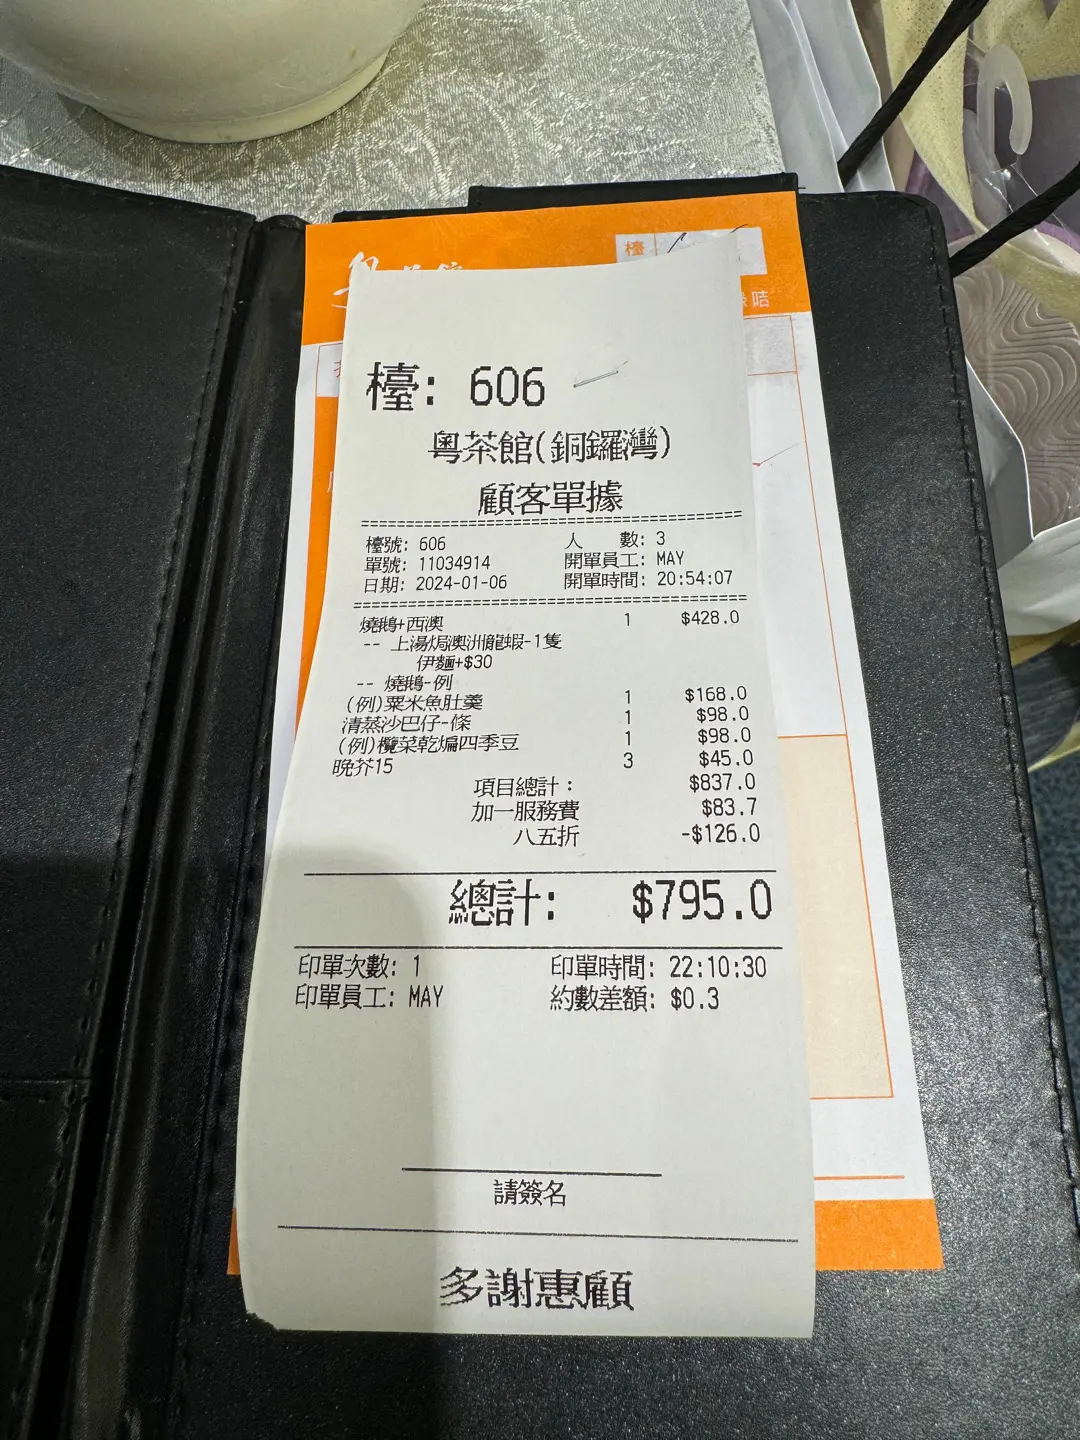 檯
檯: 606
粵茶館(銅鑼灣)
顧客單據
檯號: 606 人 數: 3
單號: 11034914 開單員工: MAY
日期: 2024-01-06 開單時間: 20:54:07
燒鵝+西澳 1 $428.0
-- 上湯焗澳洲龍蝦-1隻
伊麵+$30
-- 燒鵝-例
(例)粟米魚肚羹 1 $168.0
清蒸沙巴仔-條 1 $98.0
(例)欖菜乾煸四季豆 1 $98.0
晚芥15 3 $45.0
項目總計: $837.0
加一服務費 $83.7
八五折 -$126.0
總計: $795.0
印單次數: 1 印單時間: 22:10:30
印單員工: MAY 約數差額: $0.3
請簽名
多謝惠顧